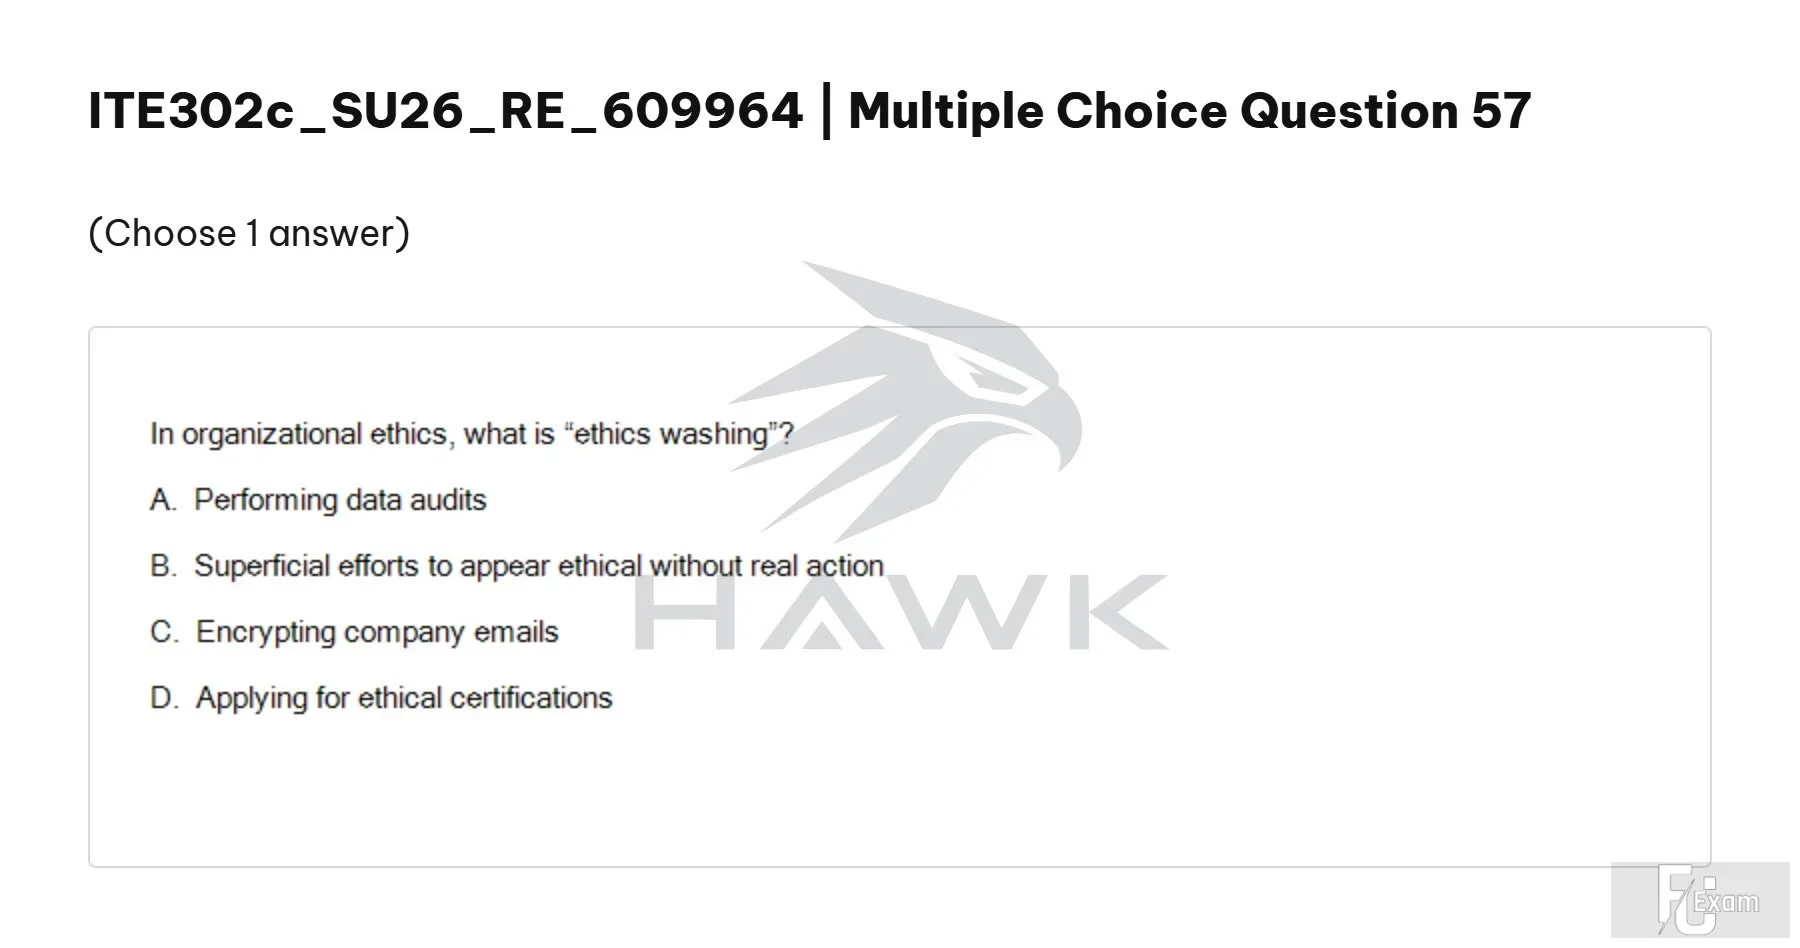 ITE302c_SU26_RE_609964 | Multiple Choice Question 57
(Choose 1 answer)
In organizational ethics, what is “ethics washing”?
A. Performing data audits
B. Superficial efforts to appear ethical without real action
C. Encrypting company emails
D. Applying for ethical certifications
HAWK
FU Exam